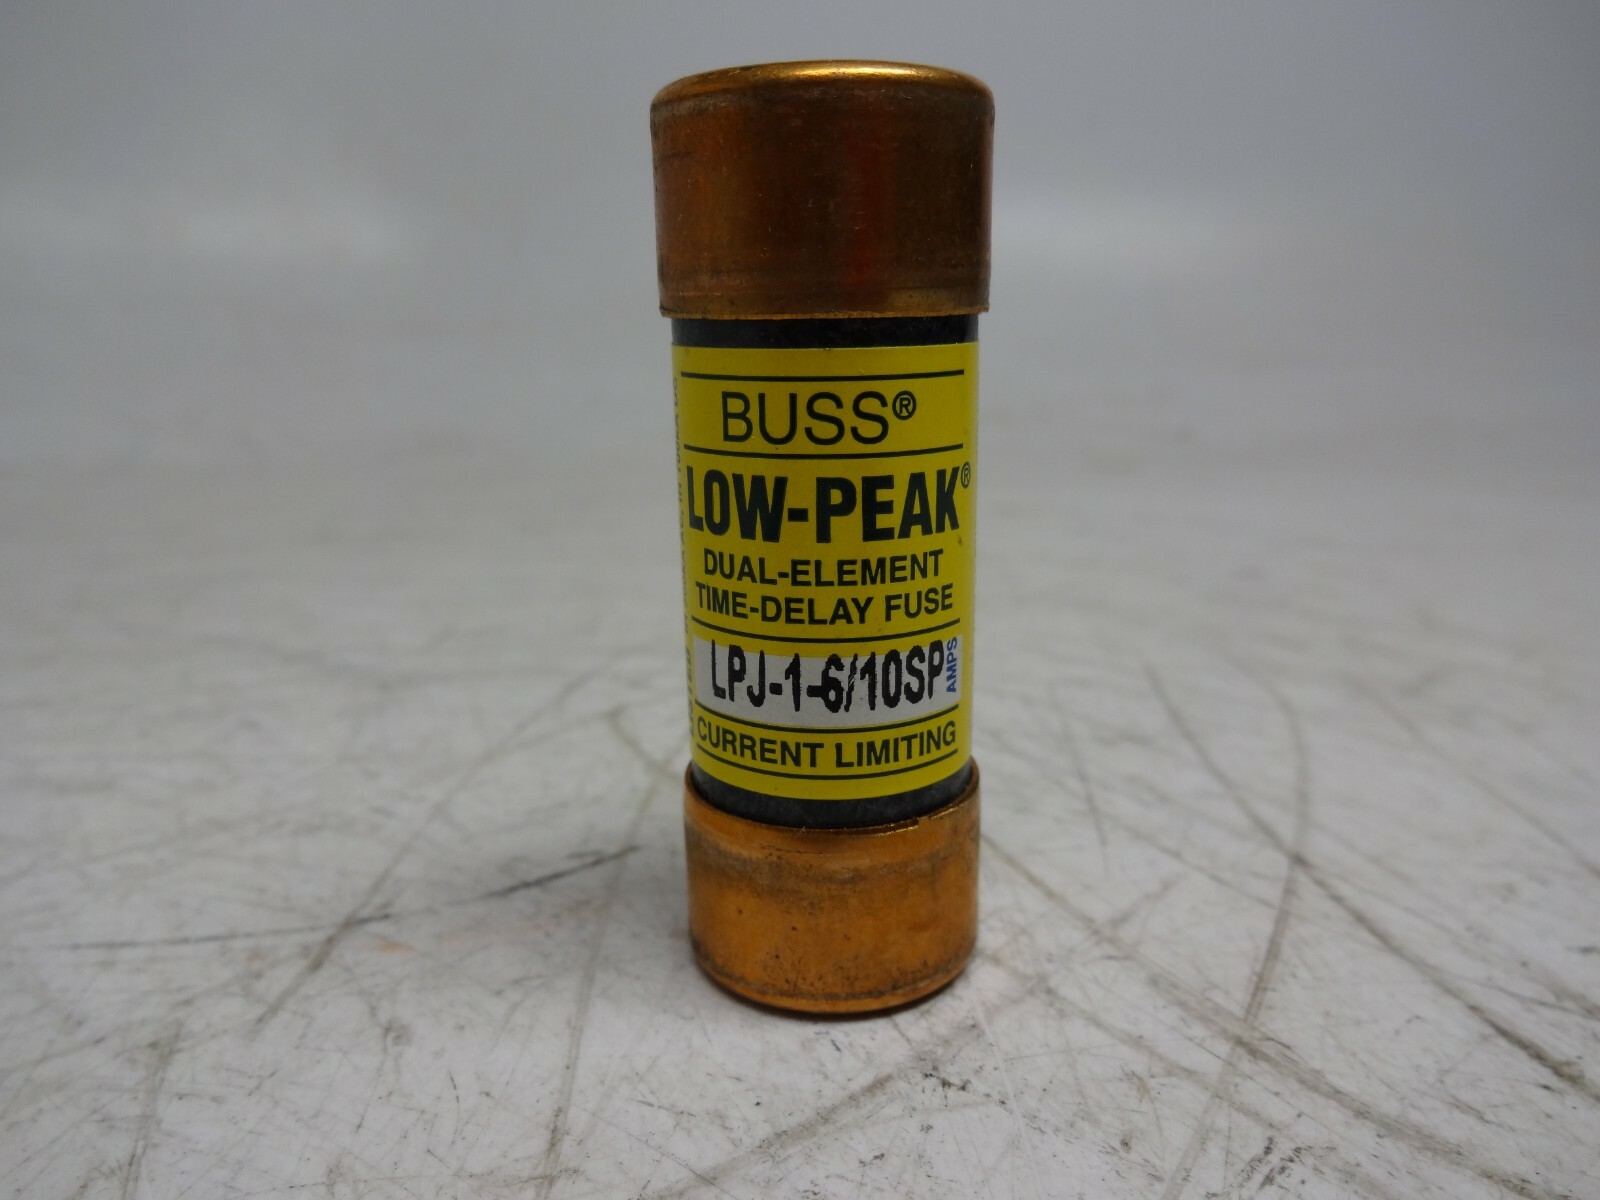 BUSS®
LOW-PEAK®
DUAL-ELEMENT
TIME-DELAY FUSE
LPJ-1-6/10SP AMPS
CURRENT LIMITING